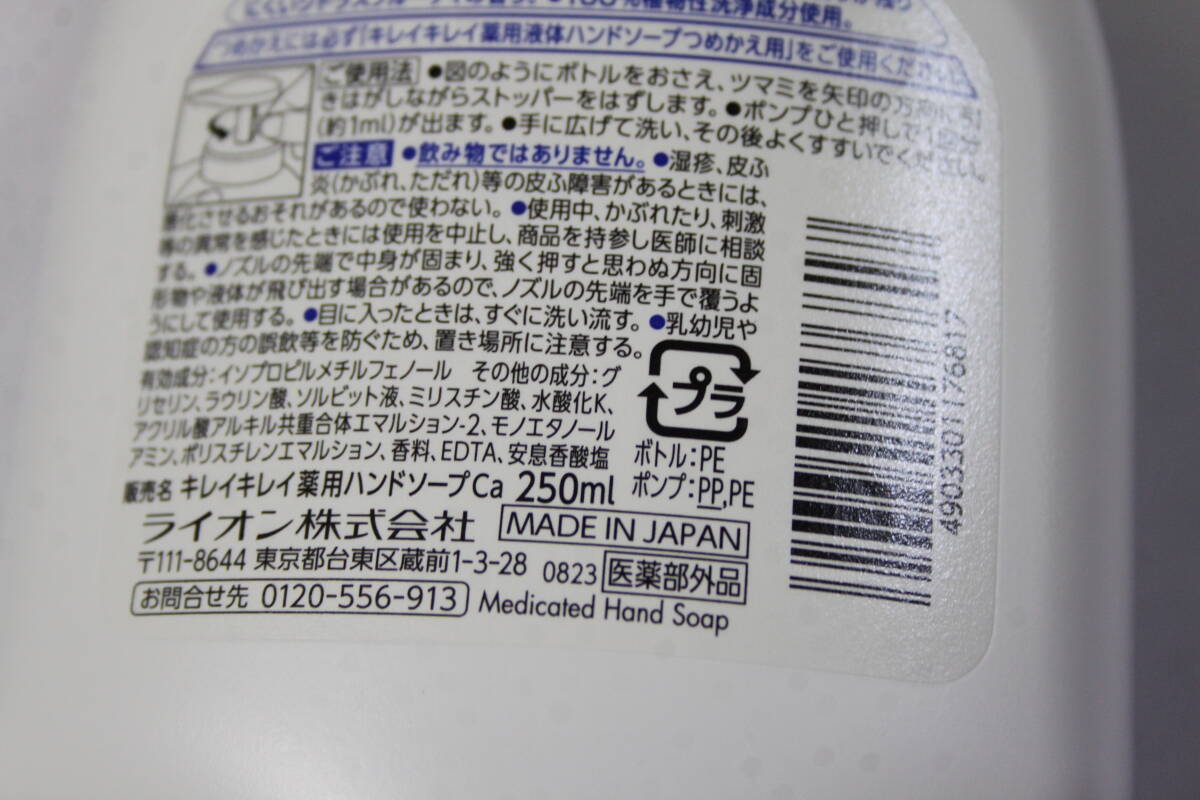 にくいシトラスフルーティの香り。●100%植物性洗浄成分使用。
つめかえには必ず「キレイキレイ薬用液体ハンドソープつめかえ用」をご使用ください
ご使用法 ●図のようにボトルをおさえ、ツマミを矢印の方向に引
きはがしながらストッパーをはずします。●ポンプひと押しで1回分
(約1ml)が出ます。●手に広げて洗い、その後よくすすいでください。
ご注意 ●飲み物ではありません。●湿疹、皮ふ
炎(かぶれ、ただれ)等の皮ふ障害があるときには、
悪化させるおそれがあるので使わない。●使用中、かぶれたり、刺激
等の異常を感じたときには使用を中止し、商品を持参し医師に相談
する。●ノズルの先端で中身が固まり、強く押すと思わぬ方向に固
形物や液体が飛び出す場合があるので、ノズルの先端を手で覆うよ
うにして使用する。●目に入ったときは、すぐに洗い流す。●乳幼児や
認知症の方の誤飲等を防ぐため、置き場所に注意する。
有効成分:イソプロピルメチルフェノール その他の成分:グ
リセリン、ラウリン酸、ソルビット液、ミリスチン酸、水酸化K、
アクリル酸アルキル共重合体エマルション-2、モノエタノール
アミン、ポリスチレンエマルション、香料、EDTA、安息香酸塩
プラ
ボトル:PE
ポンプ:PP,PE
販売名 キレイキレイ薬用ハンドソープCa 250ml
ライオン株式会社 MADE IN JAPAN
〒111-8644 東京都台東区蔵前1-3-28 0823 医薬部外品
お問合せ先 0120-556-913 Medicated Hand Soap
4903301176817